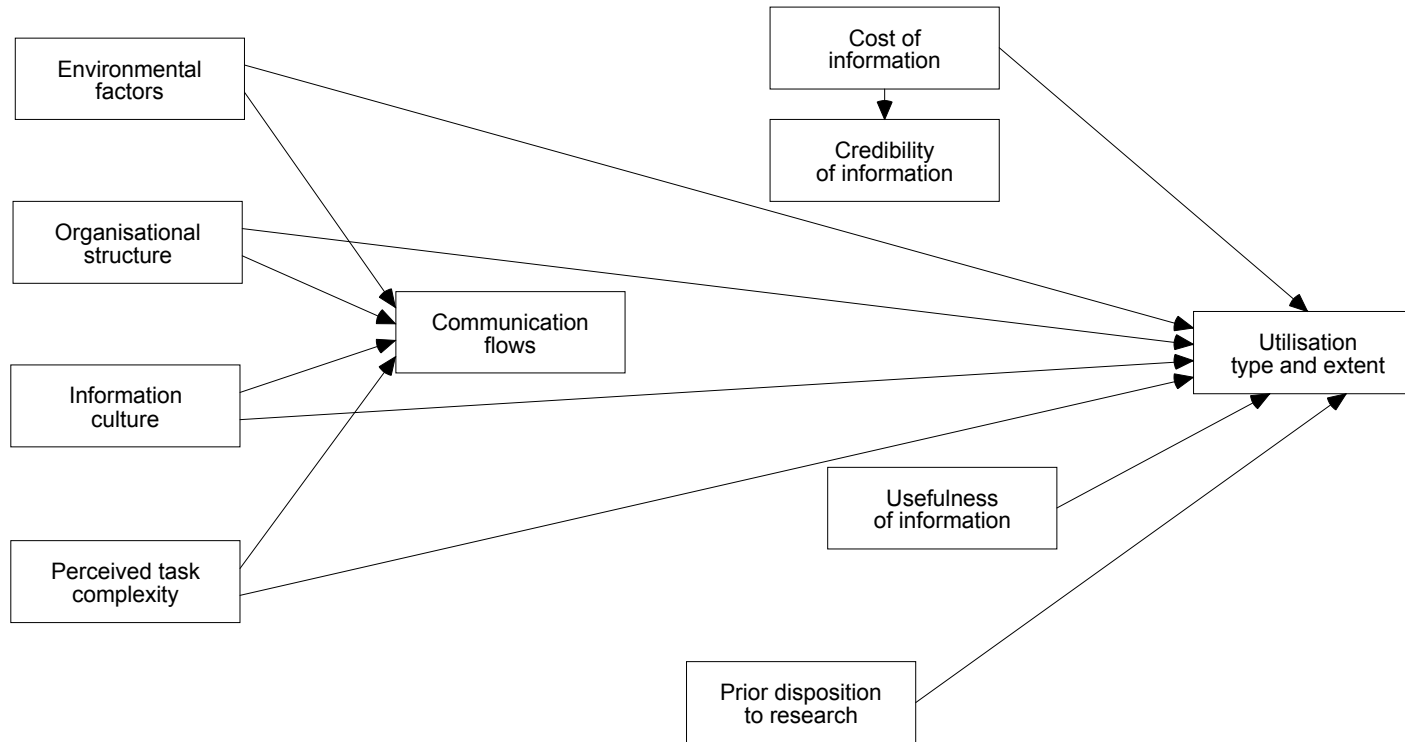 Cost of
information
Environmental
factors
Credibility
of information
Organisational
structure
Communication
flows
Utilisation
type and extent
Information
culture
Usefulness
of information
Perceived task
complexity
Prior disposition
to research